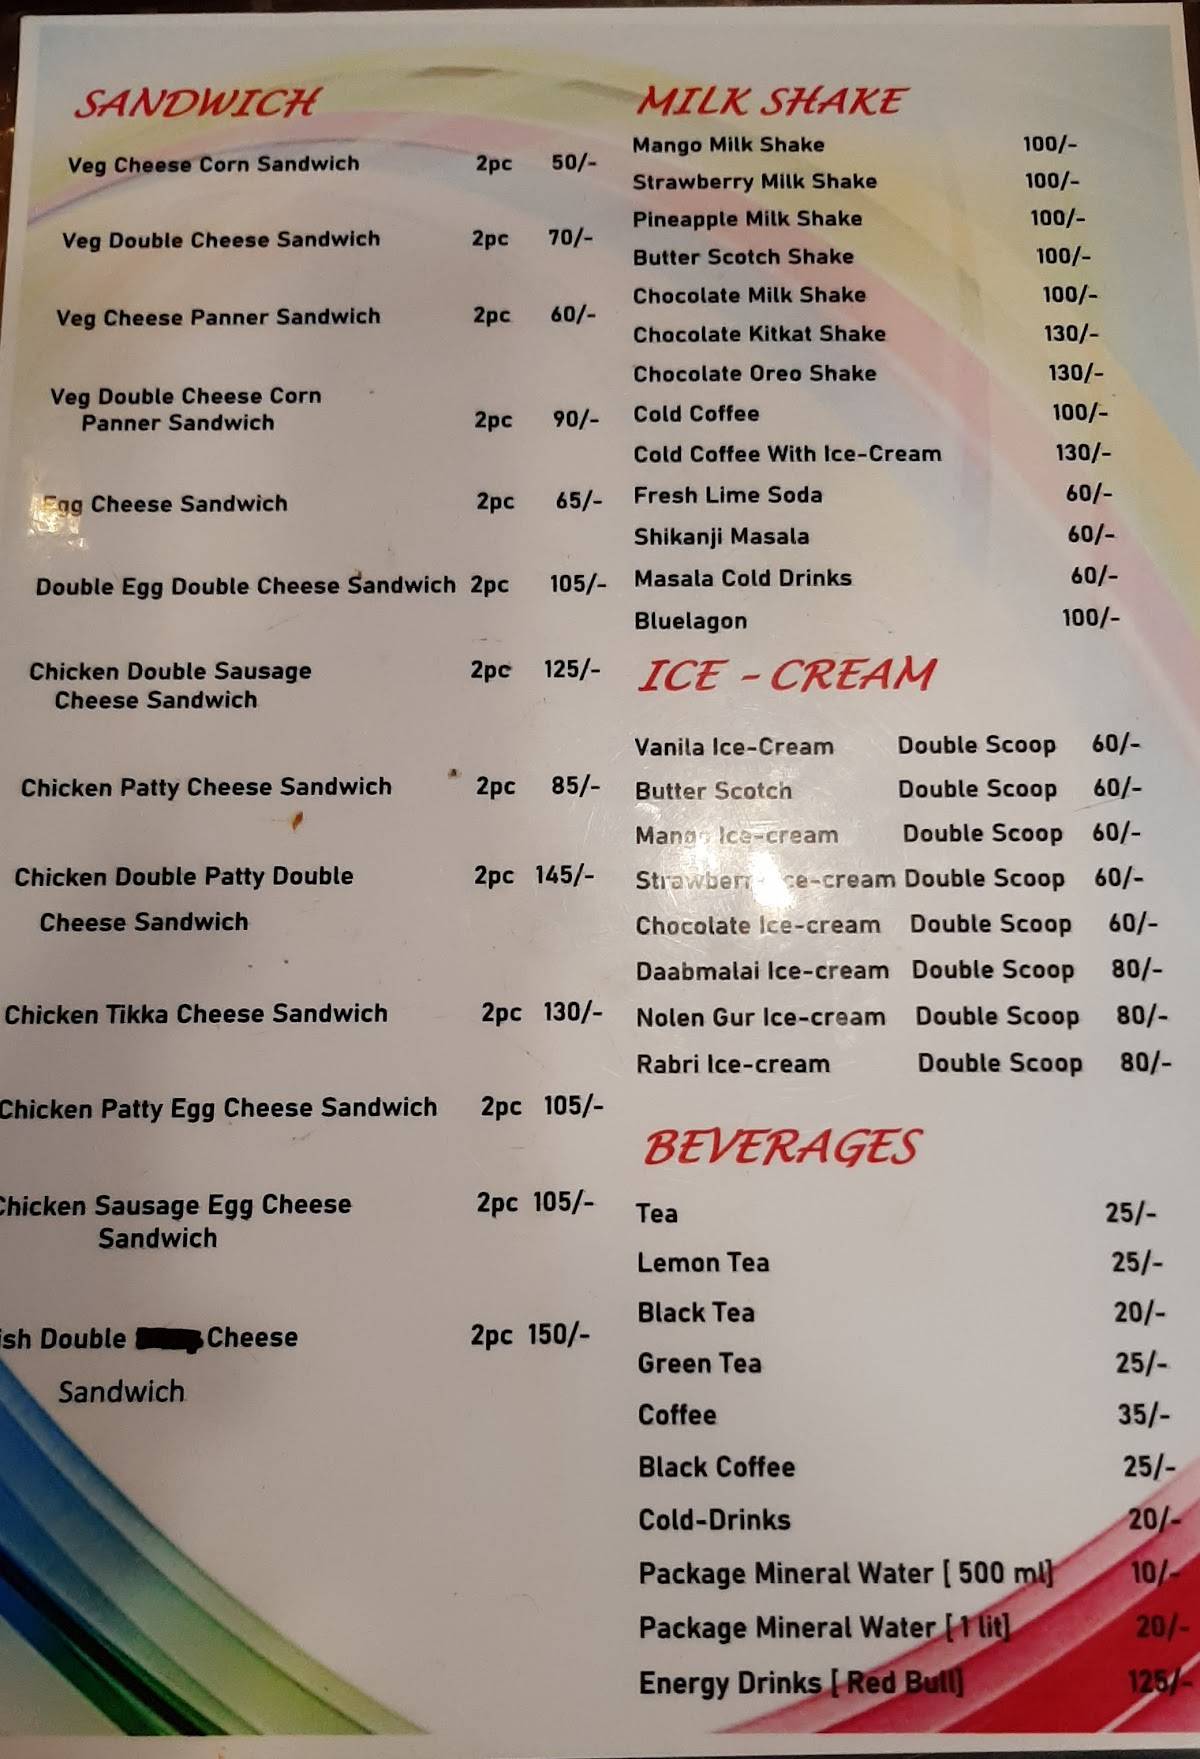 SANDWICH
Veg Cheese Corn Sandwich 2pc 50/-
Veg Double Cheese Sandwich 2pc 70/-
Veg Cheese Panner Sandwich 2pc 60/-
Veg Double Cheese Corn
Panner Sandwich 2pc 90/-
Egg Cheese Sandwich 2pc 65/-
Double Egg Double Cheese Sandwich 2pc 105/-
Chicken Double Sausage 2pc 125/-
Cheese Sandwich
Chicken Patty Cheese Sandwich 2pc 85/-
Chicken Double Patty Double 2pc 145/-
Cheese Sandwich
Chicken Tikka Cheese Sandwich 2pc 130/-
Chicken Patty Egg Cheese Sandwich 2pc 105/-
Chicken Sausage Egg Cheese 2pc 105/-
Sandwich
ish Double Cheese 2pc 150/-
Sandwich
MILK SHAKE
Mango Milk Shake 100/-
Strawberry Milk Shake 100/-
Pineapple Milk Shake 100/-
Butter Scotch Shake 100/-
Chocolate Milk Shake 100/-
Chocolate Kitkat Shake 130/-
Chocolate Oreo Shake 130/-
Cold Coffee 100/-
Cold Coffee With Ice-Cream 130/-
Fresh Lime Soda 60/-
Shikanji Masala 60/-
Masala Cold Drinks 60/-
Bluelagon 100/-
ICE - CREAM
Vanila Ice-Cream Double Scoop 60/-
Butter Scotch Double Scoop 60/-
Mango Ice-cream Double Scoop 60/-
Strawberry Ice-cream Double Scoop 60/-
Chocolate Ice-cream Double Scoop 60/-
Daabmalai Ice-cream Double Scoop 80/-
Nolen Gur Ice-cream Double Scoop 80/-
Rabri Ice-cream Double Scoop 80/-
BEVERAGES
Tea 25/-
Lemon Tea 25/-
Black Tea 20/-
Green Tea 25/-
Coffee 35/-
Black Coffee 25/-
Cold-Drinks 20/-
Package Mineral Water [ 500 ml] 10/-
Package Mineral Water [ 1 lit] 20/-
Energy Drinks [ Red Bull] 125/-